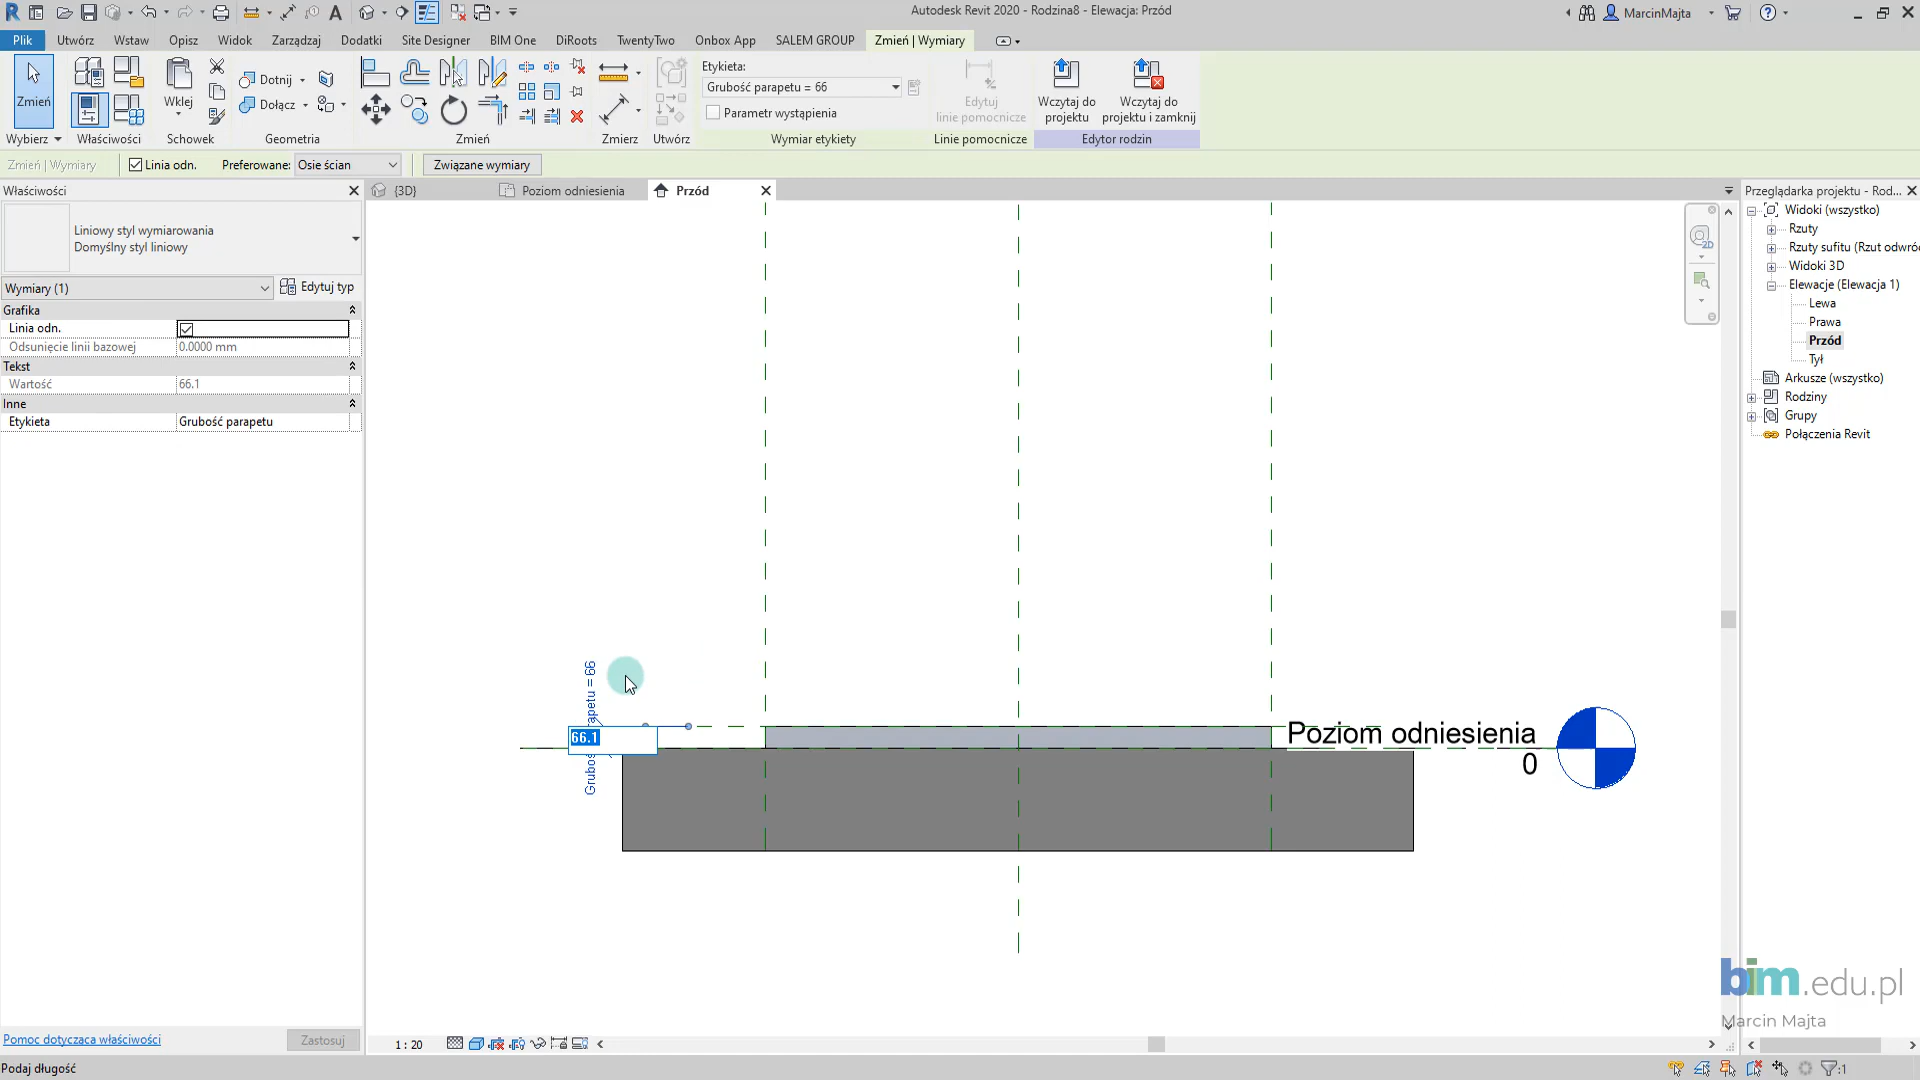 Autodesk Revit 2020 - Rodzina8 - Elewacja: Przód
MarcinMajta
Plik Utwórz Wstaw Opisz Widok Zarządzaj Dodatki Site Designer BIM One DiRoots TwentyTwo Onbox App SALEM GROUP Zmień | Wymiary
Zmień
Wklej
Dotnij
Dołącz
Etykieta:
Grubość parapetu = 66
Parametr wystąpienia
Edytuj
linie pomocnicze
Wczytaj do
projektu
Wczytaj do
projektu i zamknij
Wybierz Właściwości Schowek Geometria Zmień Zmierz Utwórz Wymiar etykiety Linie pomocnicze Edytor rodzin
Zmień | Wymiary Linia odn. Preferowane: Osie ścian Związane wymiary
Właściwości
{3D} Poziom odniesienia Przód
Przeglądarka projektu - Rod...
Liniowy styl wymiarowania
Domyślny styl liniowy
Wymiary (1) Edytuj typ
Grafika
Linia odn.
Odsunięcie linii bazowej 0.0000 mm
Tekst
Wartość 66.1
Inne
Etykieta Grubość parapetu
2D
Widoki (wszystko)
Rzuty
Rzuty sufitu (Rzut odwróc
Widoki 3D
Elewacje (Elewacja 1)
Lewa
Prawa
Przód
Tył
Arkusze (wszystko)
Rodziny
Grupy
Połączenia Revit
66.1
Poziom odniesienia
0
bim.edu.pl
Marcin Majta
Pomoc dotycząca właściwości Zastosuj
1 : 20
Podaj długość
:1